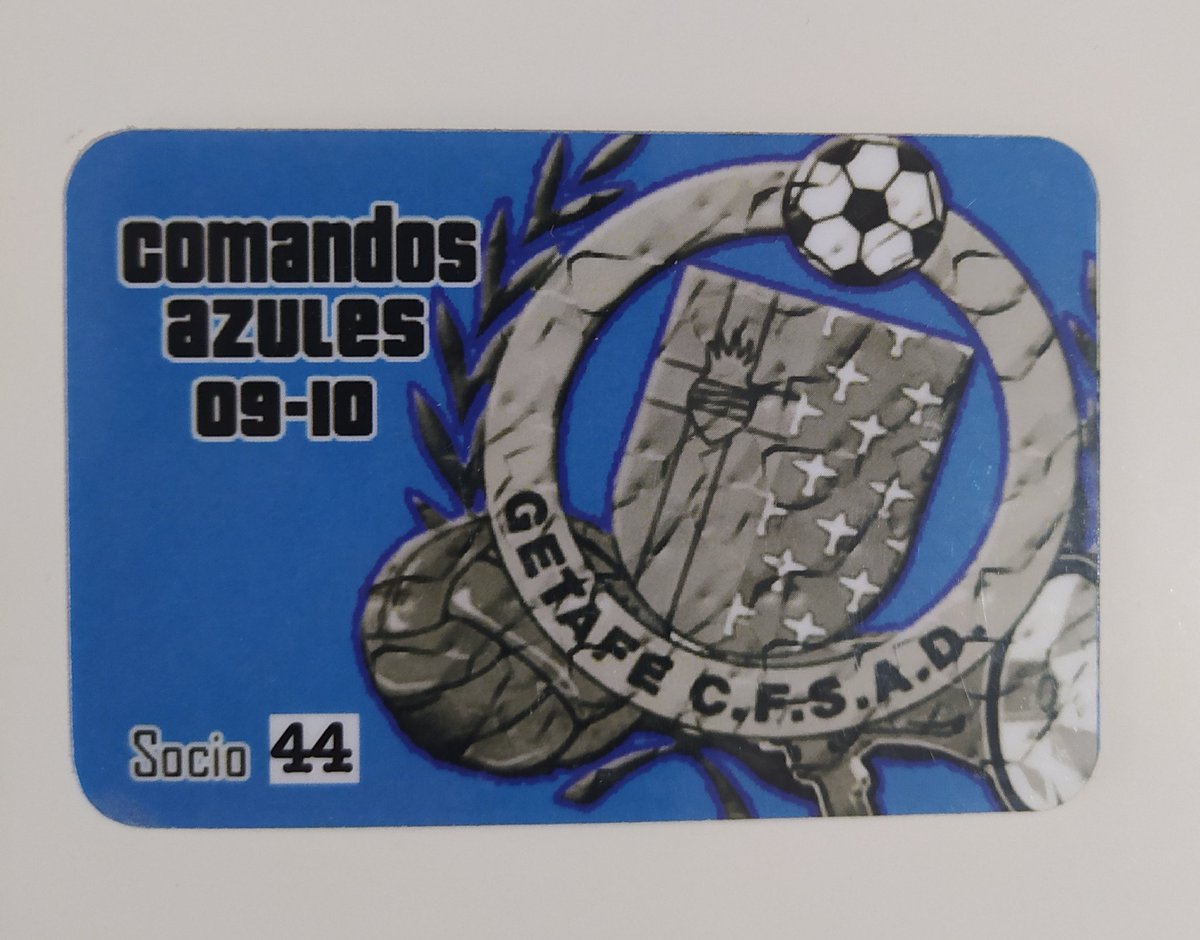 comandos
azules
09-10
GETAFE C.F.S.A.D.
Socio 44